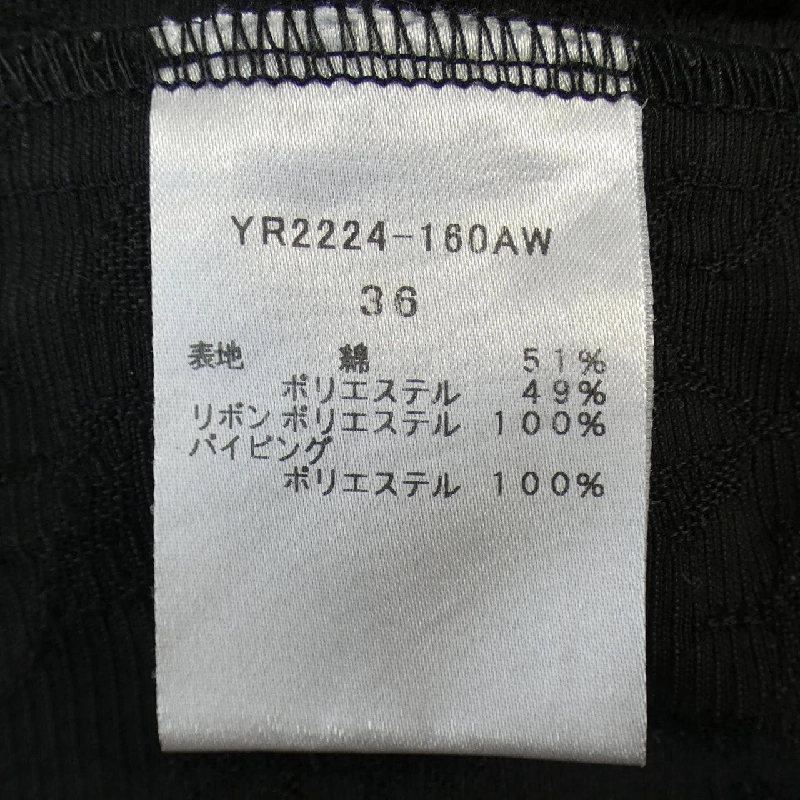 YR2224-160AW
36
表地 綿 51%
ポリエステル 49%
リボン ポリエステル 100%
パイピング
ポリエステル 100%